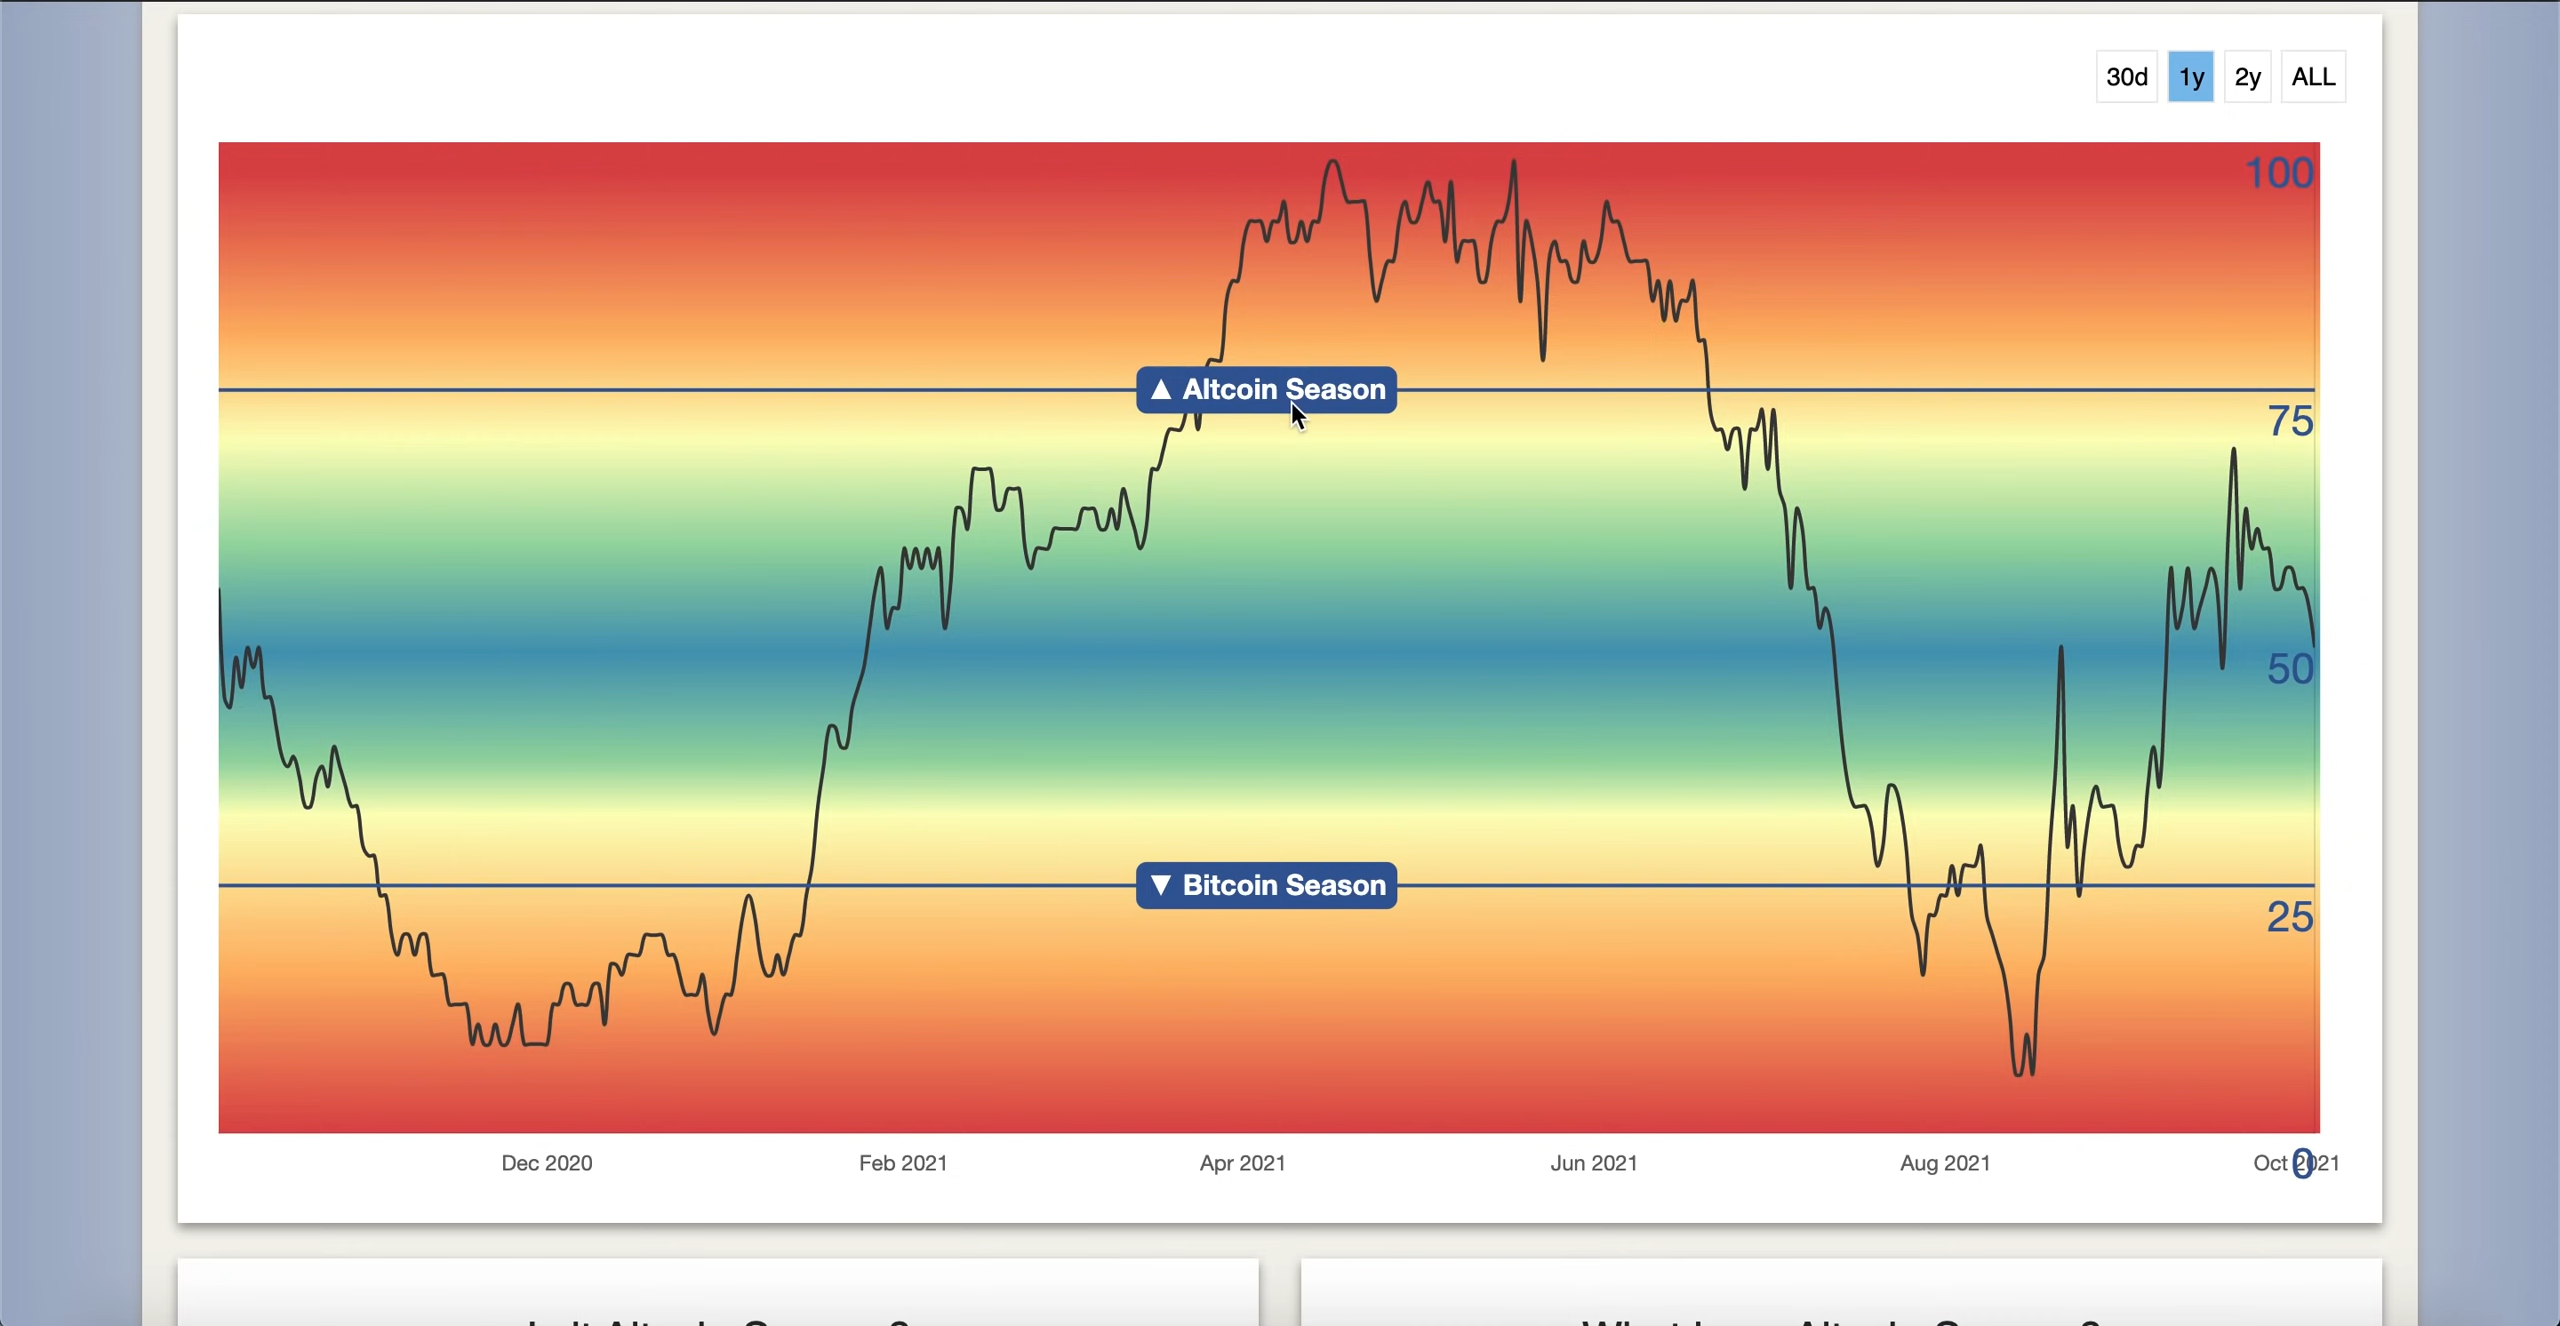 30d 1y 2y ALL
100
▲ Altcoin Season
75
50
▼ Bitcoin Season
25
0
Dec 2020 Feb 2021 Apr 2021 Jun 2021 Aug 2021 Oct 2021